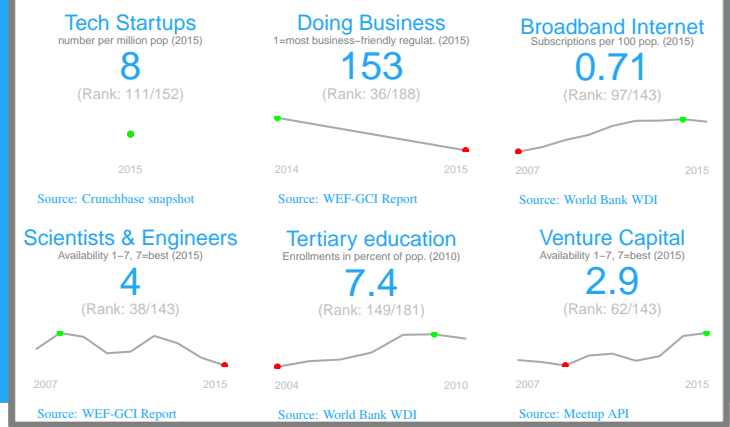 Tech Startups
number per million pop (2015)
8
(Rank: 111/152)
2015
Source: Crunchbase snapshot
Doing Business
1=most business−friendly regulat. (2015)
153
(Rank: 36/188)
2014 2015
Source: WEF-GCI Report
Broadband Internet
Subscriptions per 100 pop. (2015)
0.71
(Rank: 97/143)
2007 2015
Source: World Bank WDI
Scientists & Engineers
Availability 1−7, 7=best (2015)
4
(Rank: 38/143)
2007 2015
Source: WEF-GCI Report
Tertiary education
Enrollments in percent of pop. (2010)
7.4
(Rank: 149/181)
2004 2010
Source: World Bank WDI
Venture Capital
Availability 1−7, 7=best (2015)
2.9
(Rank: 62/143)
2007 2015
Source: Meetup API